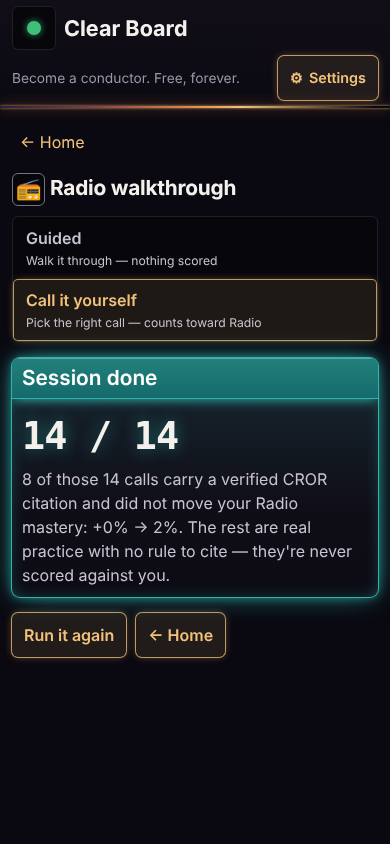 Clear Board
Become a conductor. Free, forever.
⚙ Settings
← Home
📻 Radio walkthrough
Guided
Walk it through — nothing scored
Call it yourself
Pick the right call — counts toward Radio
Session done
14 / 14
8 of those 14 calls carry a verified CROR
citation and did not move your Radio
mastery: +0% → 2%. The rest are real
practice with no rule to cite — they're never
scored against you.
Run it again
← Home